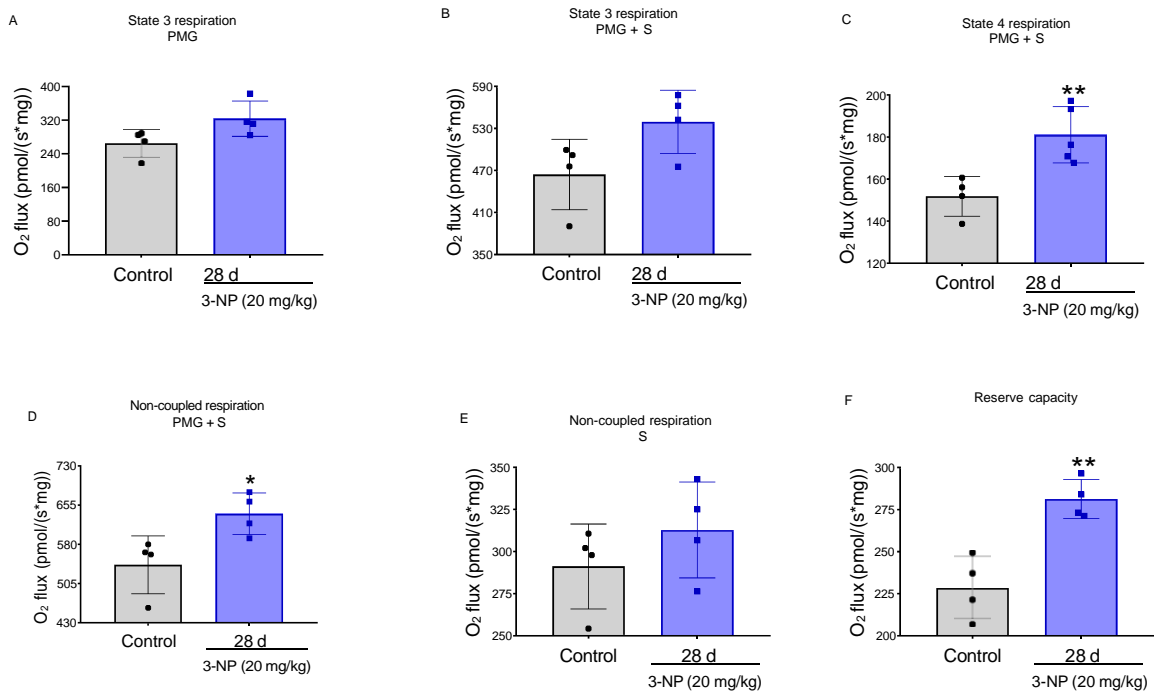 A
State 3 respiration
PMG
O₂ flux (pmol/(s*mg))
400
320
240
160
80
0
Control
28 d
3-NP (20 mg/kg)
B
State 3 respiration
PMG + S
O₂ flux (pmol/(s*mg))
590
530
470
410
350
Control
28 d
3-NP (20 mg/kg)
C
State 4 respiration
PMG + S
O₂ flux (pmol/(s*mg))
200
180
160
140
120
**
Control
28 d
3-NP (20 mg/kg)
D
Non-coupled respiration
PMG + S
O₂ flux (pmol/(s*mg))
730
655
580
505
430
*
Control
28 d
3-NP (20 mg/kg)
E
Non-coupled respiration
S
O₂ flux (pmol/(s*mg))
350
325
300
275
250
Control
28 d
3-NP (20 mg/kg)
F
Reserve capacity
O₂ flux (pmol/(s*mg))
300
275
250
225
200
**
Control
28 d
3-NP (20 mg/kg)